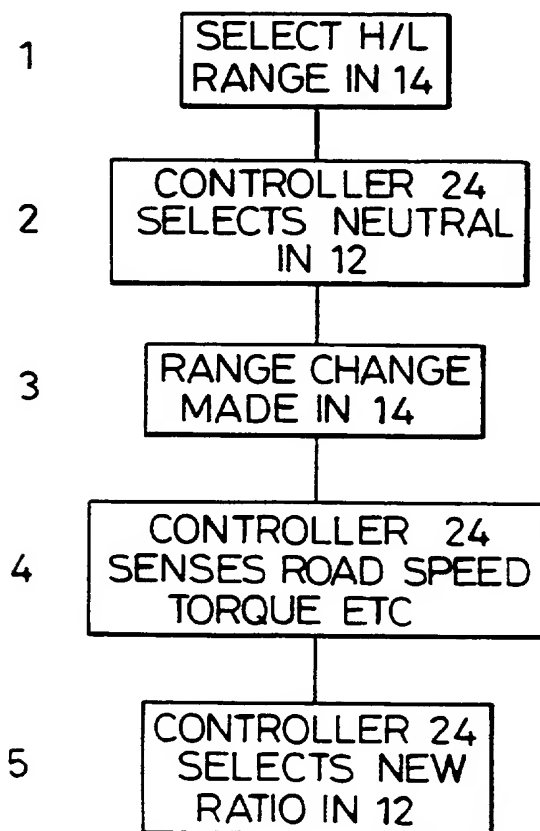 1
SELECT H/L
RANGE IN 14
2
CONTROLLER 24
SELECTS NEUTRAL
IN 12
3
RANGE CHANGE
MADE IN 14
4
CONTROLLER 24
SENSES ROAD SPEED
TORQUE ETC
5
CONTROLLER 24
SELECTS NEW
RATIO IN 12